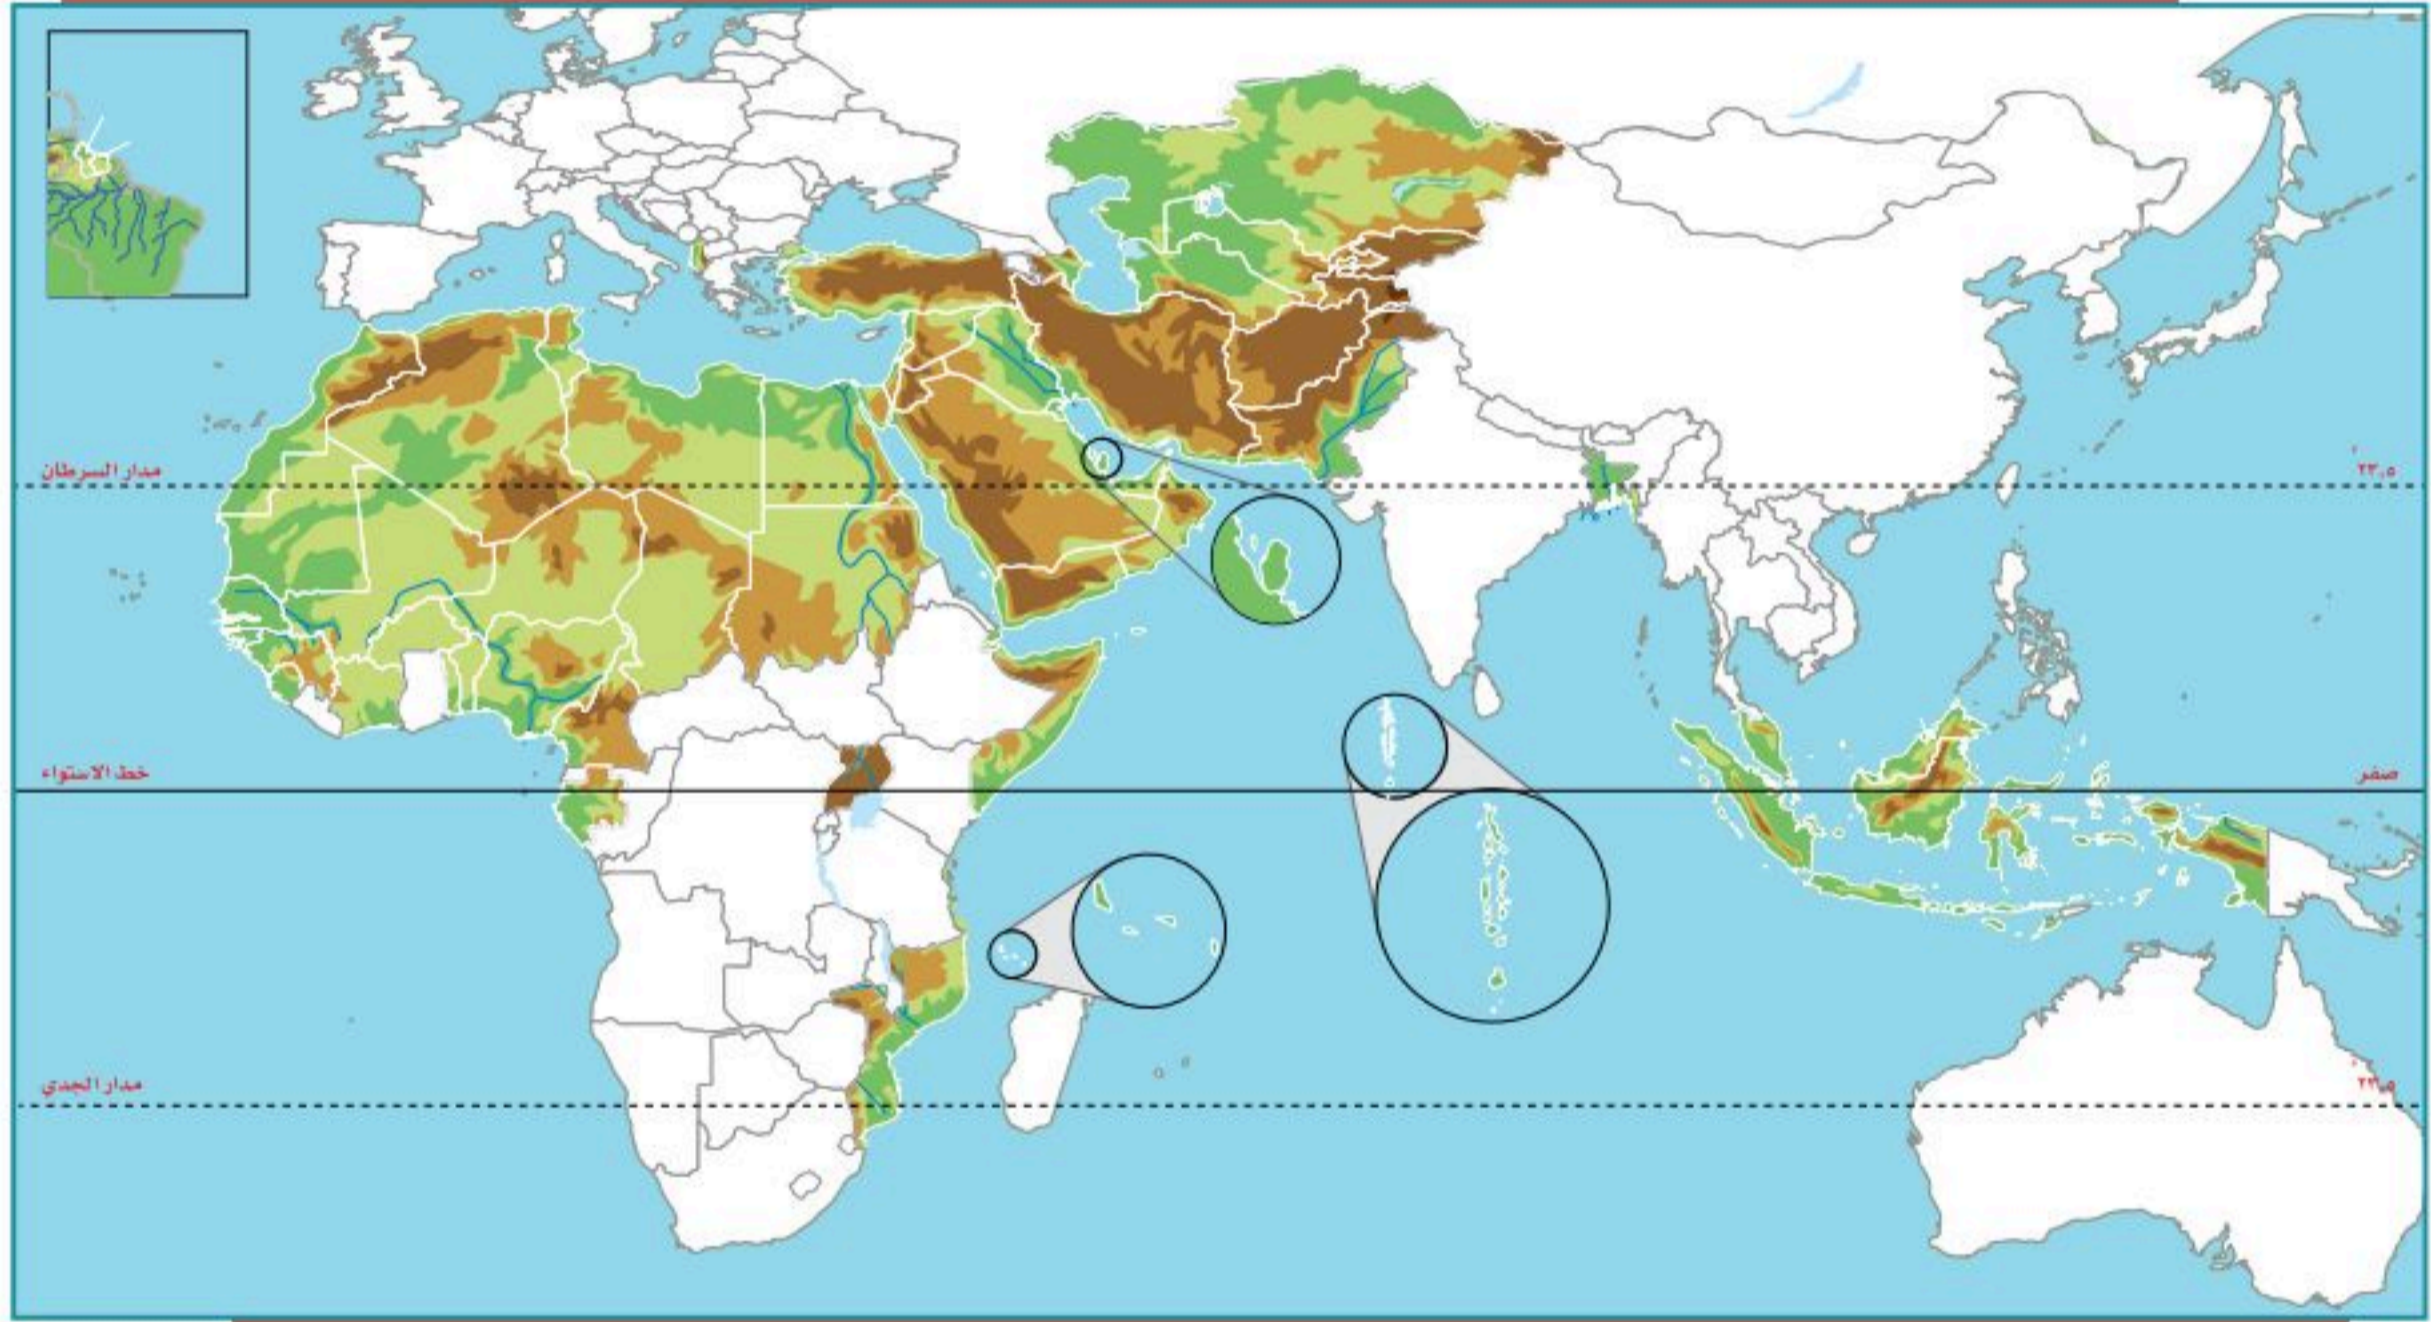 مدار السرطان
°٢٣,٥
خط الاستواء
صفر
مدار الجدي
°٢٣,٥